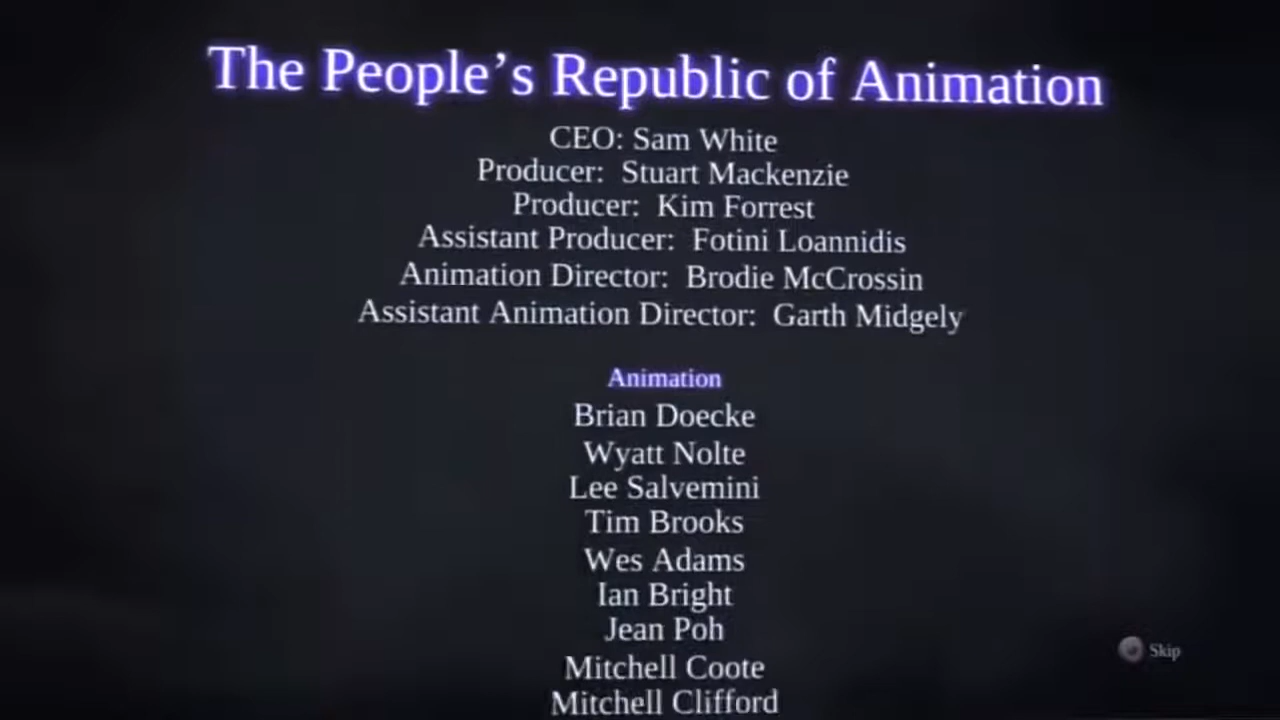 The People’s Republic of Animation
CEO: Sam White
Producer:  Stuart Mackenzie
Producer:  Kim Forrest
Assistant Producer:  Fotini Loannidis
Animation Director:  Brodie McCrossin
Assistant Animation Director:  Garth Midgely
Animation
Brian Doecke
Wyatt Nolte
Lee Salvemini
Tim Brooks
Wes Adams
Ian Bright
Jean Poh
Mitchell Coote
Mitchell Clifford
Skip